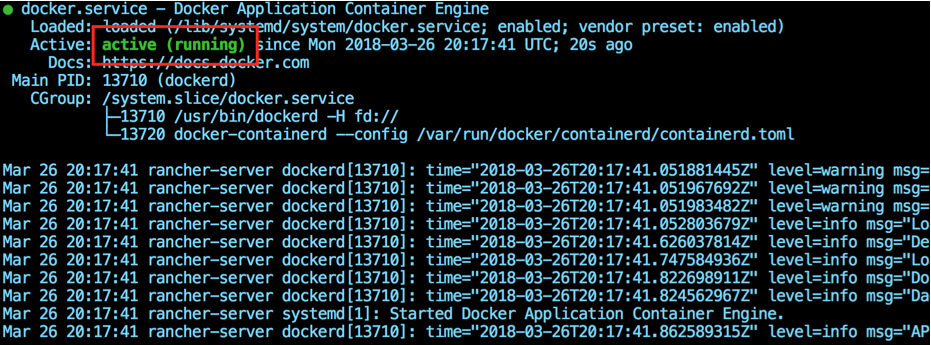 ● docker.service – Docker Application Container Engine
Loaded: loaded (/lib/systemd/system/docker.service; enabled; vendor preset: enabled)
Active: active (running) since Mon 2018-03-26 20:17:41 UTC; 20s ago
Docs: https://docs.docker.com
Main PID: 13710 (dockerd)
CGroup: /system.slice/docker.service
├─13710 /usr/bin/dockerd -H fd://
└─13720 docker-containerd --config /var/run/docker/containerd/containerd.toml
Mar 26 20:17:41 rancher-server dockerd[13710]: time="2018-03-26T20:17:41.051881445Z" level=warning msg=
Mar 26 20:17:41 rancher-server dockerd[13710]: time="2018-03-26T20:17:41.051967692Z" level=warning msg=
Mar 26 20:17:41 rancher-server dockerd[13710]: time="2018-03-26T20:17:41.051983482Z" level=warning msg=
Mar 26 20:17:41 rancher-server dockerd[13710]: time="2018-03-26T20:17:41.052803679Z" level=info msg="Lo
Mar 26 20:17:41 rancher-server dockerd[13710]: time="2018-03-26T20:17:41.626037814Z" level=info msg="De
Mar 26 20:17:41 rancher-server dockerd[13710]: time="2018-03-26T20:17:41.747584936Z" level=info msg="Lo
Mar 26 20:17:41 rancher-server dockerd[13710]: time="2018-03-26T20:17:41.822698911Z" level=info msg="Do
Mar 26 20:17:41 rancher-server dockerd[13710]: time="2018-03-26T20:17:41.824562967Z" level=info msg="Da
Mar 26 20:17:41 rancher-server systemd[1]: Started Docker Application Container Engine.
Mar 26 20:17:41 rancher-server dockerd[13710]: time="2018-03-26T20:17:41.862589315Z" level=info msg="AP